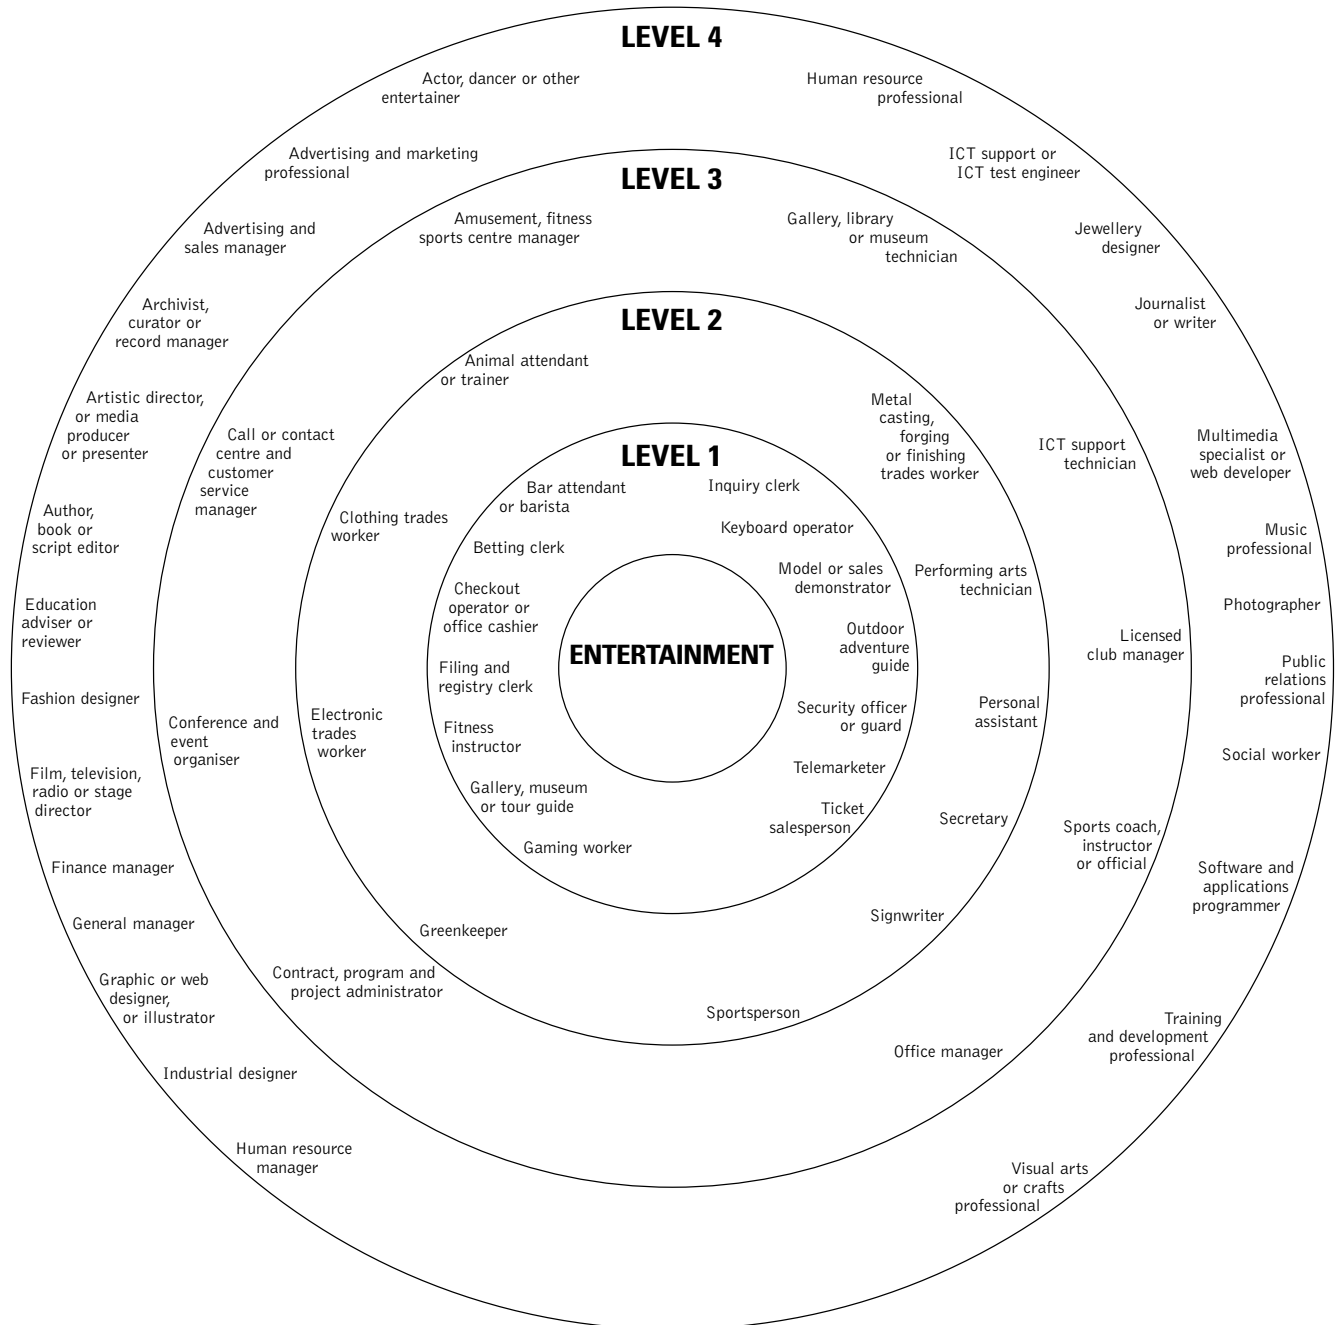 LEVEL 4
Actor, dancer or other
entertainer
Advertising and marketing
professional
Advertising and
sales manager
Archivist,
curator or
record manager
Artistic director,
or media
producer
or presenter
Author,
book or
script editor
Education
adviser or
reviewer
Fashion designer
Film, television,
radio or stage
director
Finance manager
General manager
Graphic or web
designer,
or illustrator
Industrial designer
Human resource
manager
Human resource
professional
ICT support or
ICT test engineer
Jewellery
designer
Journalist
or writer
Multimedia
specialist or
web developer
Music
professional
Photographer
Public
relations
professional
Social worker
Software and
applications
programmer
Training
and development
professional
Visual arts
or crafts
professional
LEVEL 3
Amusement, fitness
sports centre manager
Call or contact
centre and
customer
service
manager
Conference and
event
organiser
Contract, program and
project administrator
Gallery, library
or museum
technician
ICT support
technician
Licensed
club manager
Sports coach,
instructor
or official
Office manager
LEVEL 2
Animal attendant
or trainer
Clothing trades
worker
Electronic
trades
worker
Greenkeeper
Metal
casting,
forging
or finishing
trades worker
Performing arts
technician
Personal
assistant
Secretary
Signwriter
Sportsperson
LEVEL 1
Bar attendant
or barista
Betting clerk
Checkout
operator or
office cashier
Filing and
registry clerk
Fitness
instructor
Gallery, museum
or tour guide
Gaming worker
Inquiry clerk
Keyboard operator
Model or sales
demonstrator
Outdoor
adventure
guide
Security officer
or guard
Telemarketer
Ticket
salesperson
ENTERTAINMENT